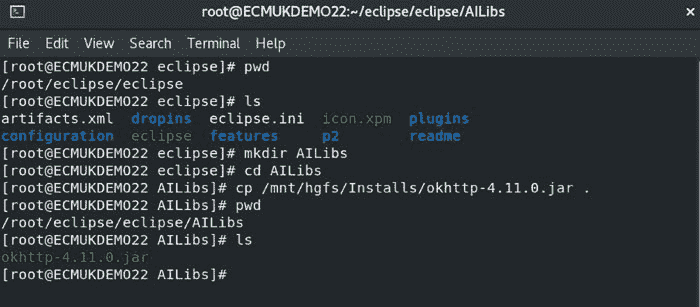 root@ECMUKDEMO22:~/eclipse/eclipse/AILibs
File Edit View Search Terminal Help
[root@ECMUKDEMO22 eclipse]# pwd
/root/eclipse/eclipse
[root@ECMUKDEMO22 eclipse]# ls
artifacts.xml dropins eclipse.ini icon.xpm plugins
configuration eclipse features p2 readme
[root@ECMUKDEMO22 eclipse]# mkdir AILibs
[root@ECMUKDEMO22 eclipse]# cd AILibs
[root@ECMUKDEMO22 AILibs]# cp /mnt/hgfs/Installs/okhttp-4.11.0.jar .
[root@ECMUKDEMO22 AILibs]# pwd
/root/eclipse/eclipse/AILibs
[root@ECMUKDEMO22 AILibs]# ls
okhttp-4.11.0.jar
[root@ECMUKDEMO22 AILibs]#